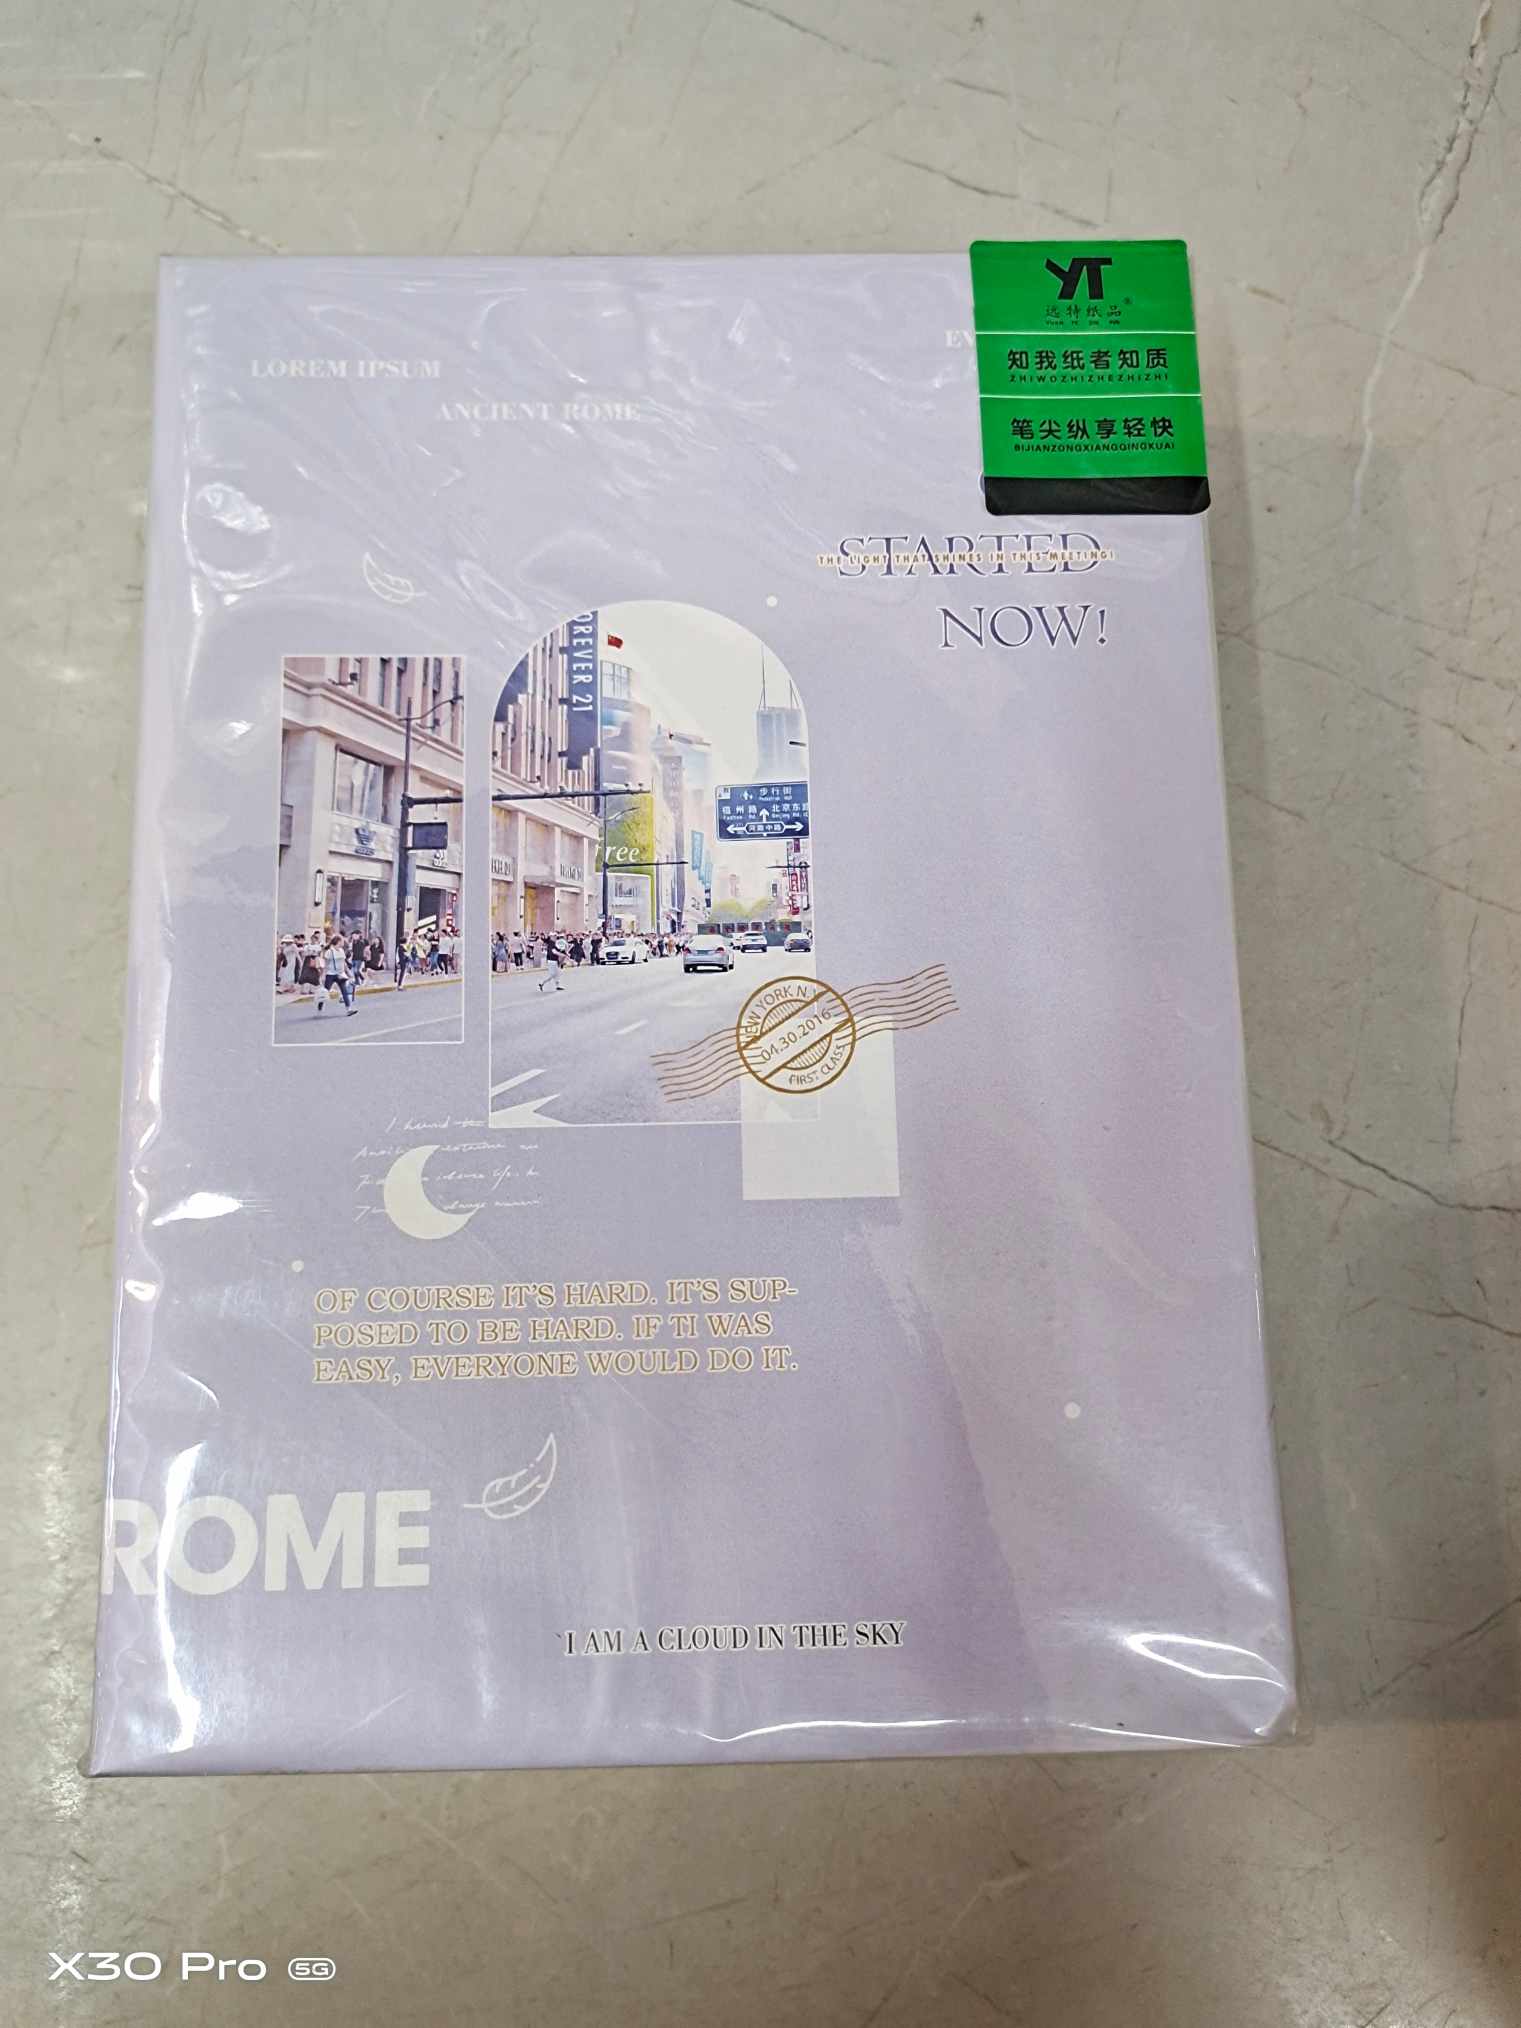 YT
远特纸品®
知我纸者知质
ZHIWOZHIZHEZHIZHI
笔尖纵享轻快
BIJIANZONGXIANGQINGKUAI
EN
LOREM IPSUM
ANCIENT ROME
STARTED
THE LIGHT THAT SHINES IN THIS MEETING!
NOW!
OREVER 21
步行街
福州路 北京东路
河南中路
ree
NEW YORK N.Y
04.30.2016
FIRST CLASS
OF COURSE IT'S HARD. IT'S SUP-
POSED TO BE HARD. IF TI WAS
EASY, EVERYONE WOULD DO IT.
ROME
`I AM A CLOUD IN THE SKY
X30 Pro 5G